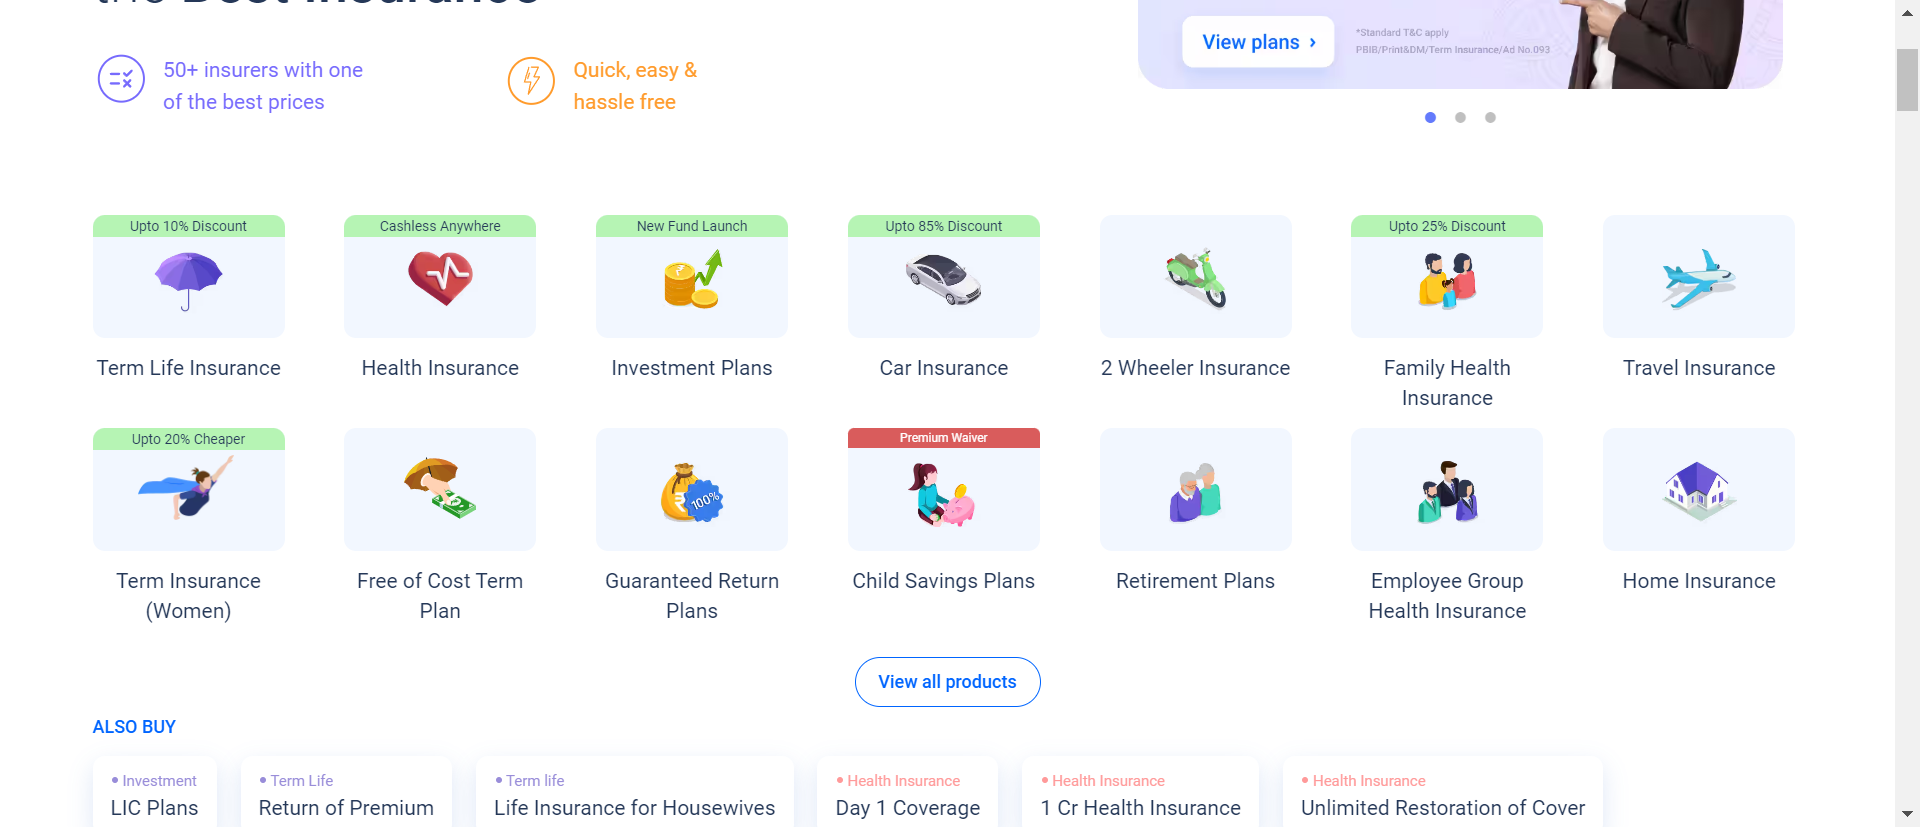 the Best Insurance
50+ insurers with one
of the best prices
Quick, easy &
hassle free
View plans ›
*Standard T&C apply
PBIB/Print&DM/Term Insurance/Ad No.093
Upto 10% Discount
Term Life Insurance
Cashless Anywhere
Health Insurance
New Fund Launch
Investment Plans
Upto 85% Discount
Car Insurance
2 Wheeler Insurance
Upto 25% Discount
Family Health
Insurance
Travel Insurance
Upto 20% Cheaper
Term Insurance
(Women)
Free of Cost Term
Plan
₹ 100%
Guaranteed Return
Plans
Premium Waiver
Child Savings Plans
Retirement Plans
Employee Group
Health Insurance
Home Insurance
View all products
ALSO BUY
• Investment
LIC Plans
• Term Life
Return of Premium
• Term life
Life Insurance for Housewives
• Health Insurance
Day 1 Coverage
• Health Insurance
1 Cr Health Insurance
• Health Insurance
Unlimited Restoration of Cover